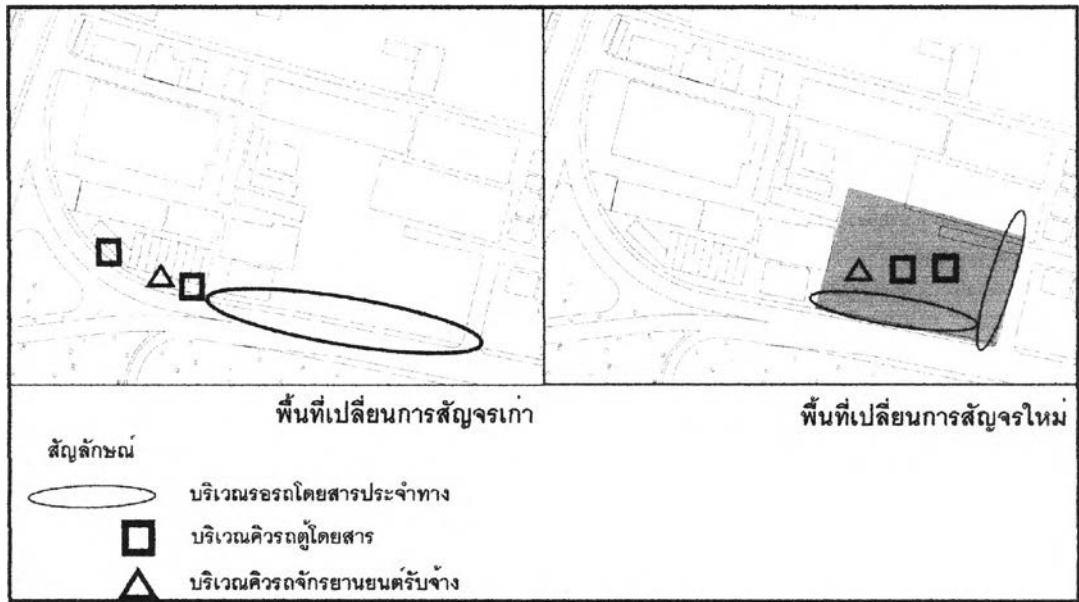 พื้นที่เปลี่ยนการสัญจรเก่า
พื้นที่เปลี่ยนการสัญจรใหม่
สัญลักษณ์
บริเวณรอรถโดยสารประจำทาง
บริเวณคิวรถตู้โดยสาร
บริเวณคิวรถจักรยานยนต์รับจ้าง